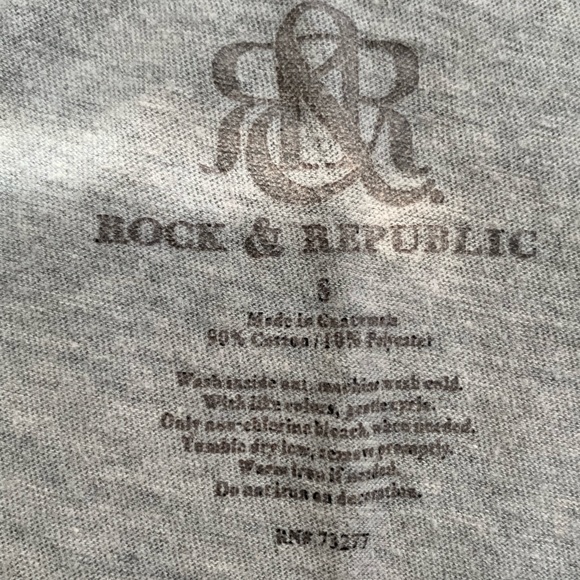 R&R
ROCK & REPUBLIC
S
Made in Guatemala
90% Cotton / 10% Polyester
Wash inside out, machine wash cold.
With like colors, gentle cycle.
Only non-chlorine bleach when needed.
Tumble dry low, remove promptly.
Warm iron if needed.
Do not iron on decoration.
RN# 73277